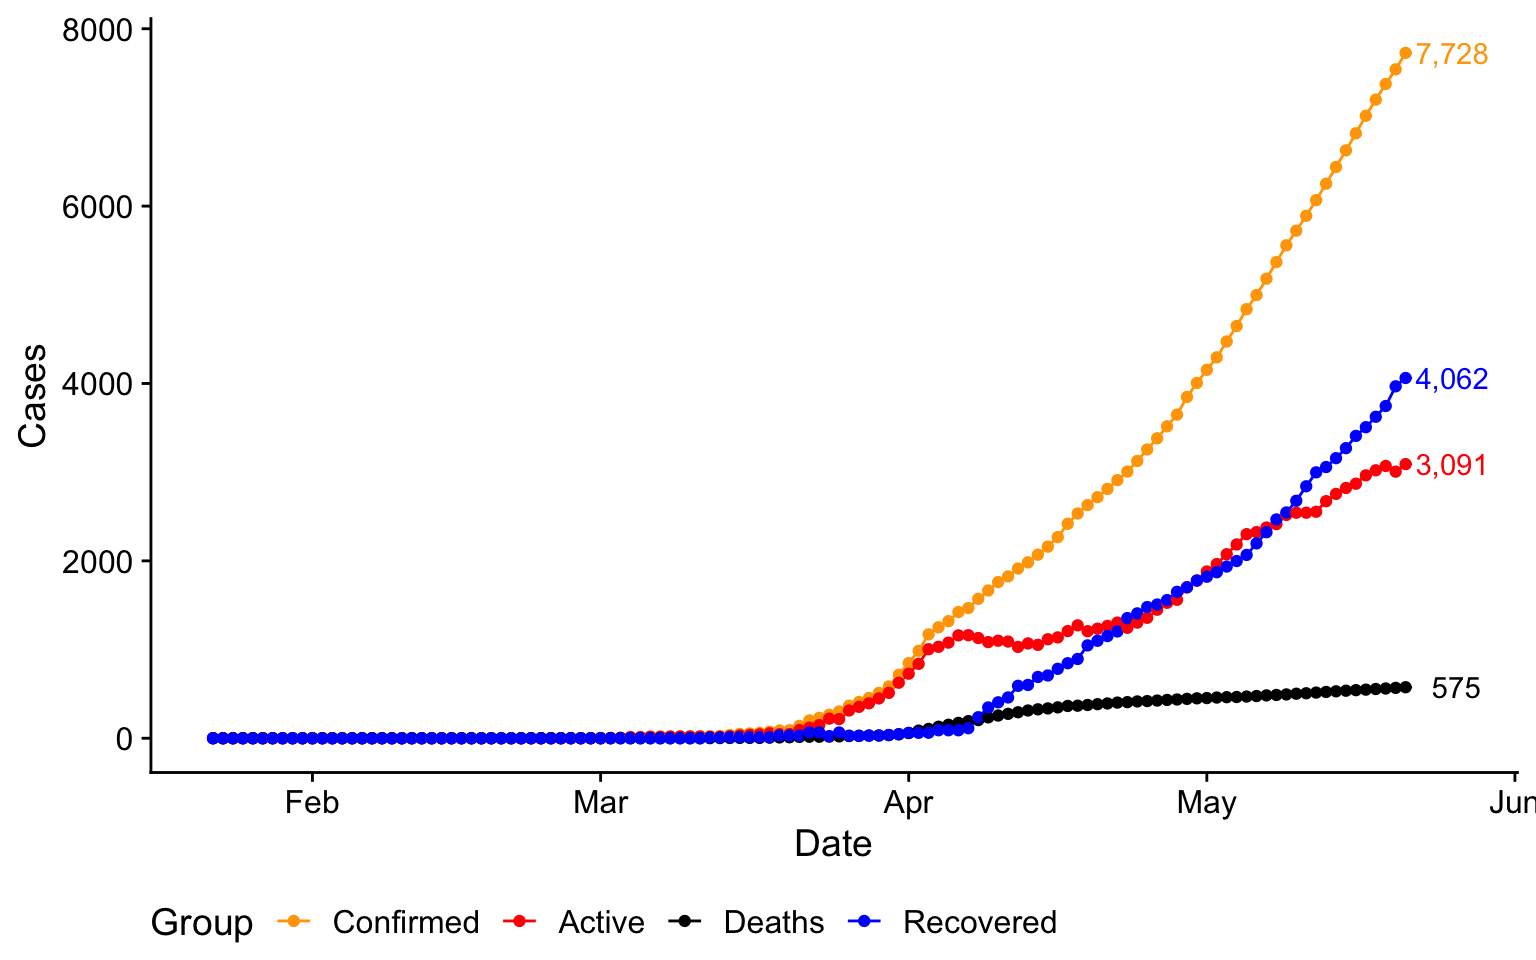 8000
7,728
6000
4000
4,062
3,091
2000
575
0
Cases
Feb Mar Apr May Jun
Date
Group Confirmed Active Deaths Recovered